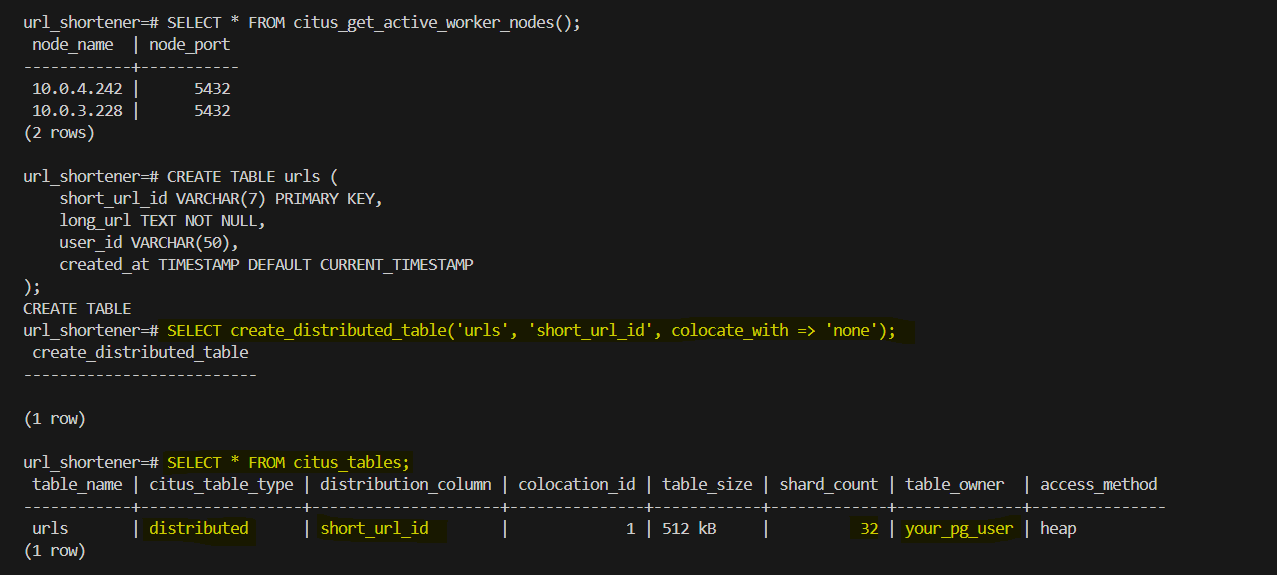 url_shortener=# SELECT * FROM citus_get_active_worker_nodes();
 node_name  | node_port
------------+-----------
 10.0.4.242 |      5432
 10.0.3.228 |      5432
(2 rows)

url_shortener=# CREATE TABLE urls (
    short_url_id VARCHAR(7) PRIMARY KEY,
    long_url TEXT NOT NULL,
    user_id VARCHAR(50),
    created_at TIMESTAMP DEFAULT CURRENT_TIMESTAMP
);
CREATE TABLE
url_shortener=# SELECT create_distributed_table('urls', 'short_url_id', colocate_with => 'none');
 create_distributed_table
--------------------------

(1 row)

url_shortener=# SELECT * FROM citus_tables;
 table_name | citus_table_type | distribution_column | colocation_id | table_size | shard_count | table_owner  | access_method
------------+------------------+---------------------+---------------+------------+-------------+--------------+---------------
 urls       | distributed      | short_url_id        |             1 | 512 kB     |          32 | your_pg_user | heap
(1 row)